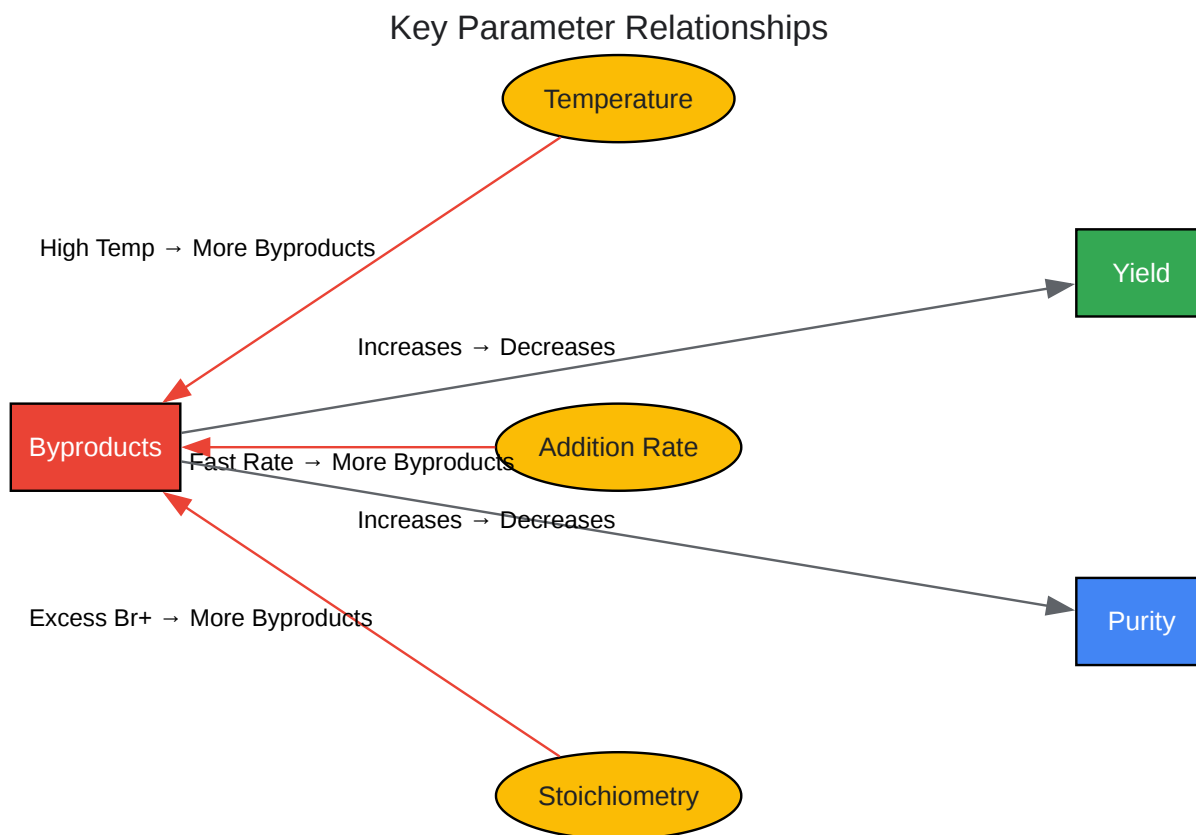 Key Parameter Relationships
Temperature
High Temp → More Byproducts
Yield
Increases → Decreases
Byproducts
Addition Rate
Fast Rate → More Byproducts
Increases → Decreases
Excess Br+ → More Byproducts
Purity
Stoichiometry